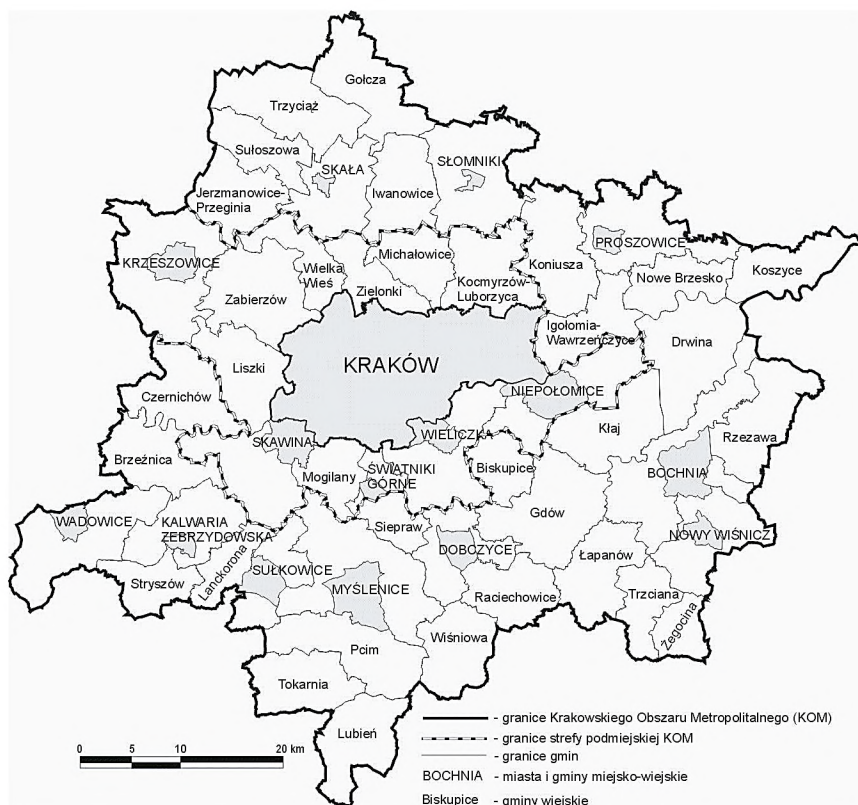 Gołcza
Trzyciąż
Sułoszowa
SKAŁA
SŁOMNIKI
Jerzmanowice-
Przeginia
Iwanowice
KRZESZOWICE
Zabierzów
Wielka
Wieś
Zielonki
Michałowice
Kocmyrzów-
Luborzyca
Koniusza
PROSZOWICE
Nowe Brzesko
Koszyce
Igołomia-
Wawrzeńczyce
Drwina
Liszki
KRAKÓW
Czernichów
NIEPOŁOMICE
Kłaj
Rzezawa
SKAWINA
WIELICZKA
Brzeźnica
Mogilany
ŚWIĄTNIKI
GÓRNE
Biskupice
BOCHNIA
Gdów
WADOWICE
KALWARIA
ZEBRZYDOWSKA
Siepraw
DOBCZYCE
NOWY WIŚNICZ
Łapanów
Stryszów
Lanckorona
SUŁKOWICE
MYŚLENICE
Raciechowice
Trzciana
Żegocina
Wiśniowa
Pcim
Tokarnia
Lubień
0 5 10 20 km
- granice Krakowskiego Obszaru Metropolitalnego (KOM)
- granice strefy podmiejskiej KOM
- granice gmin
BOCHNIA - miasta i gminy miejsko-wiejskie
Biskupice - gminy wiejskie